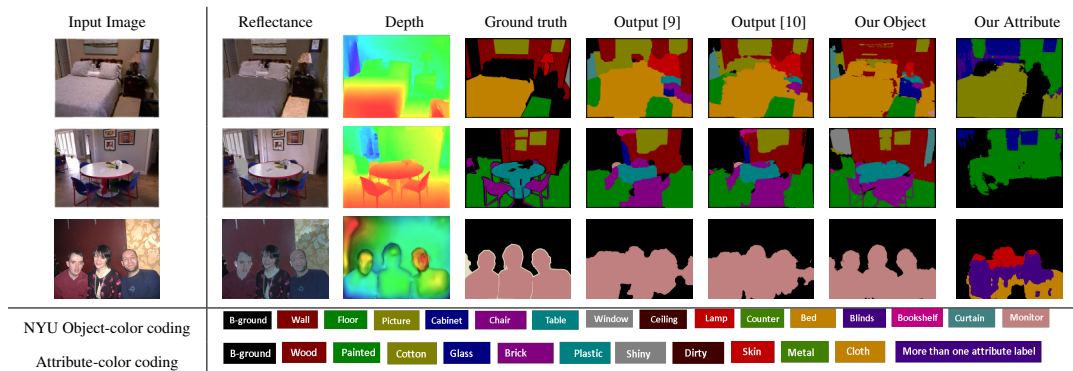 Input Image Reflectance Depth Ground truth Output [9] Output [10] Our Object Our Attribute
NYU Object-color coding B-ground Wall Floor Picture Cabinet Chair Table Window Ceiling Lamp Counter Bed Blinds Bookshelf Curtain Monitor
Attribute-color coding B-ground Wood Painted Cotton Glass Brick Plastic Shiny Dirty Skin Metal Cloth More than one attribute label